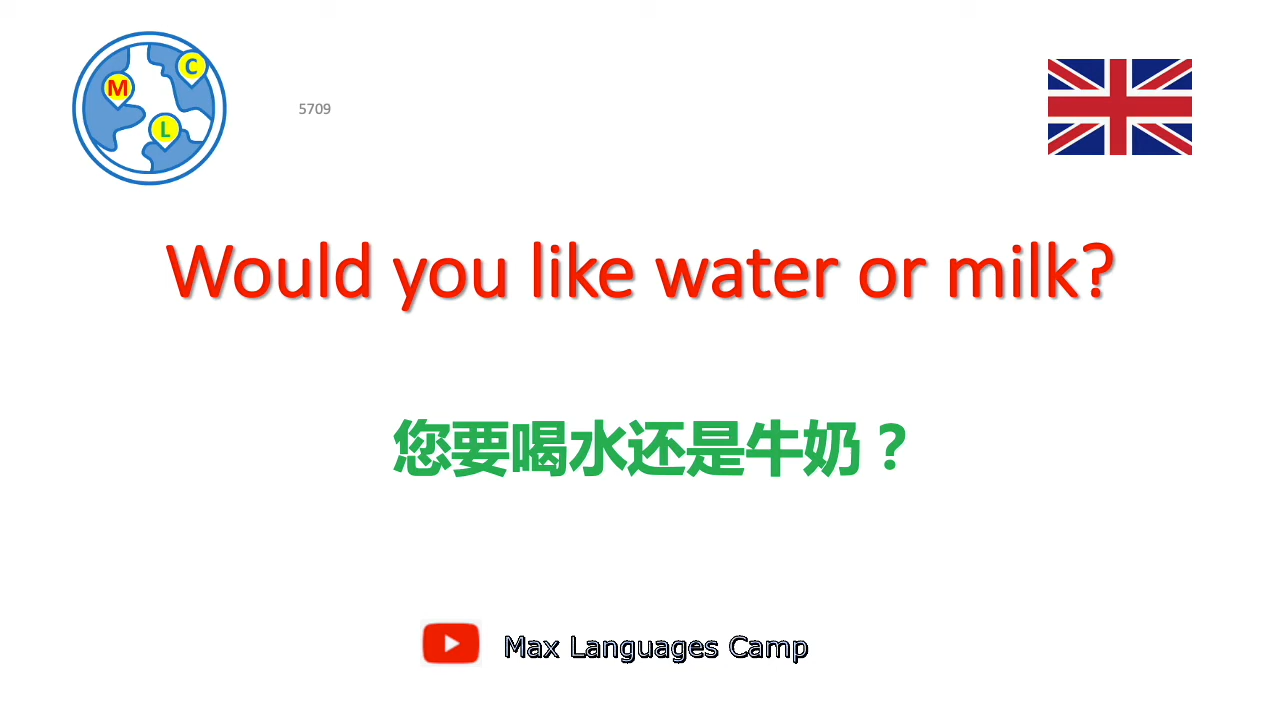 C
M
L
5709
Would you like water or milk?
您要喝水还是牛奶？
Max Languages Camp